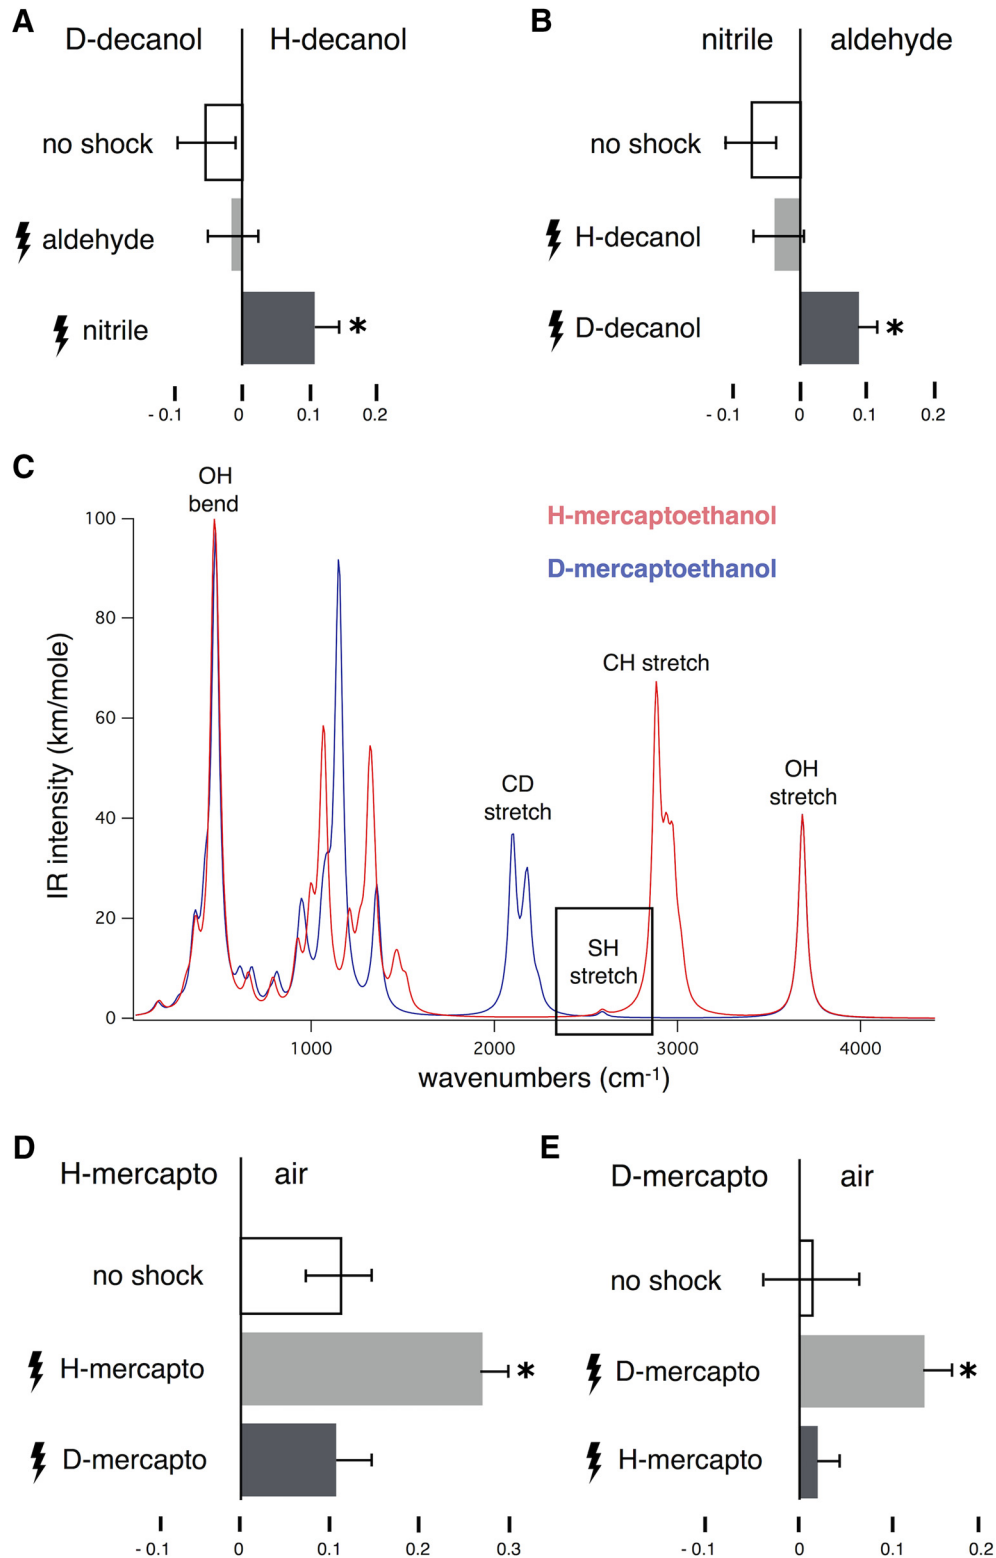 A
D-decanol H-decanol
no shock
aldehyde
nitrile *
- 0.1 0 0.1 0.2
B
nitrile aldehyde
no shock
H-decanol
D-decanol *
- 0.1 0 0.1 0.2
C
OH
bend
H-mercaptoethanol
D-mercaptoethanol
CH stretch
OH
stretch
CD
stretch
SH
stretch
IR intensity (km/mole)
100
80
60
40
20
0
1000 2000 3000 4000
wavenumbers (cm-1)
D
H-mercapto air
no shock
H-mercapto *
D-mercapto
- 0.1 0 0.1 0.2 0.3
E
D-mercapto air
no shock
D-mercapto *
H-mercapto
- 0.1 0 0.1 0.2